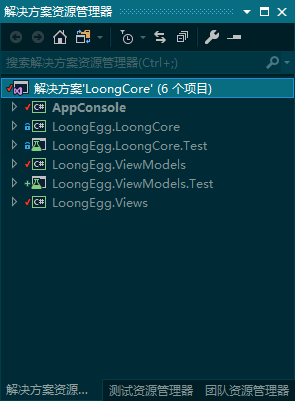 解决方案资源管理器
搜索解决方案资源管理器(Ctrl+;)
解决方案'LoongCore' (6 个项目)
C# AppConsole
C# LoongEgg.LoongCore
LoongEgg.LoongCore.Test
C# LoongEgg.ViewModels
LoongEgg.ViewModels.Test
C# LoongEgg.Views
解决方案资源... 测试资源管理器 团队资源管理器